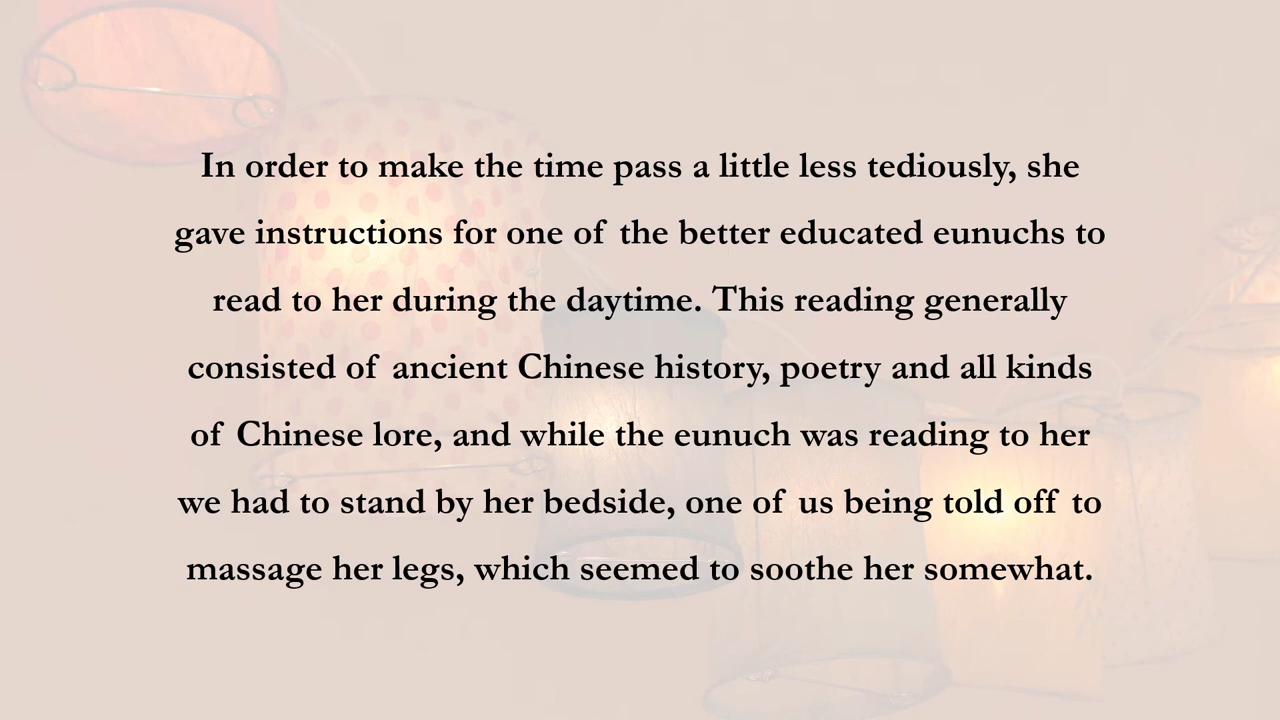 In order to make the time pass a little less tediously, she
gave instructions for one of the better educated eunuchs to
read to her during the daytime. This reading generally
consisted of ancient Chinese history, poetry and all kinds
of Chinese lore, and while the eunuch was reading to her
we had to stand by her bedside, one of us being told off to
massage her legs, which seemed to soothe her somewhat.